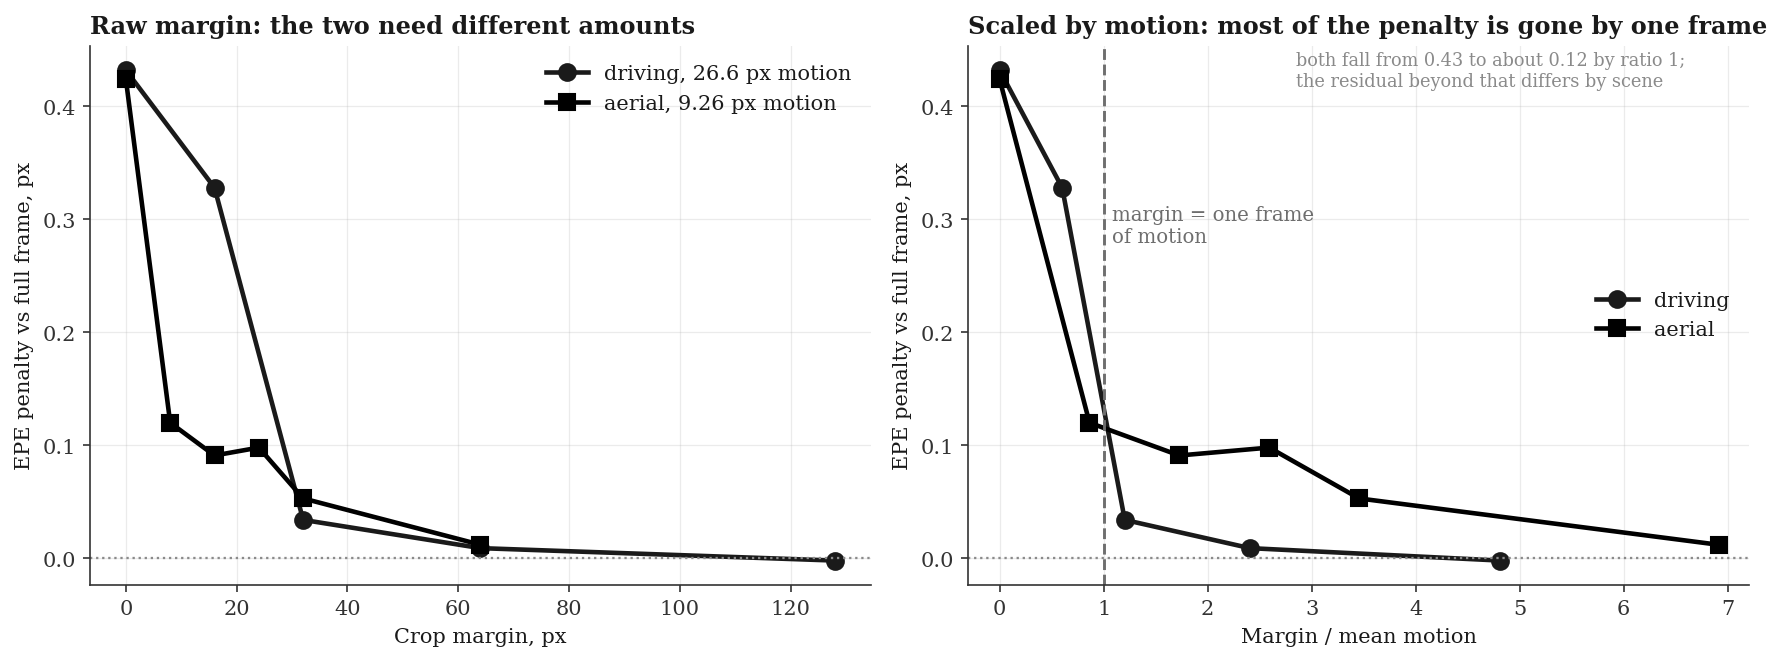 Raw margin: the two need different amounts
driving, 26.6 px motion
aerial, 9.26 px motion
EPE penalty vs full frame, px
0.4
0.3
0.2
0.1
0.0
0
20
40
60
80
100
120
Crop margin, px
Scaled by motion: most of the penalty is gone by one frame
both fall from 0.43 to about 0.12 by ratio 1;
the residual beyond that differs by scene
margin = one frame
of motion
driving
aerial
EPE penalty vs full frame, px
0.4
0.3
0.2
0.1
0.0
0
1
2
3
4
5
6
7
Margin / mean motion